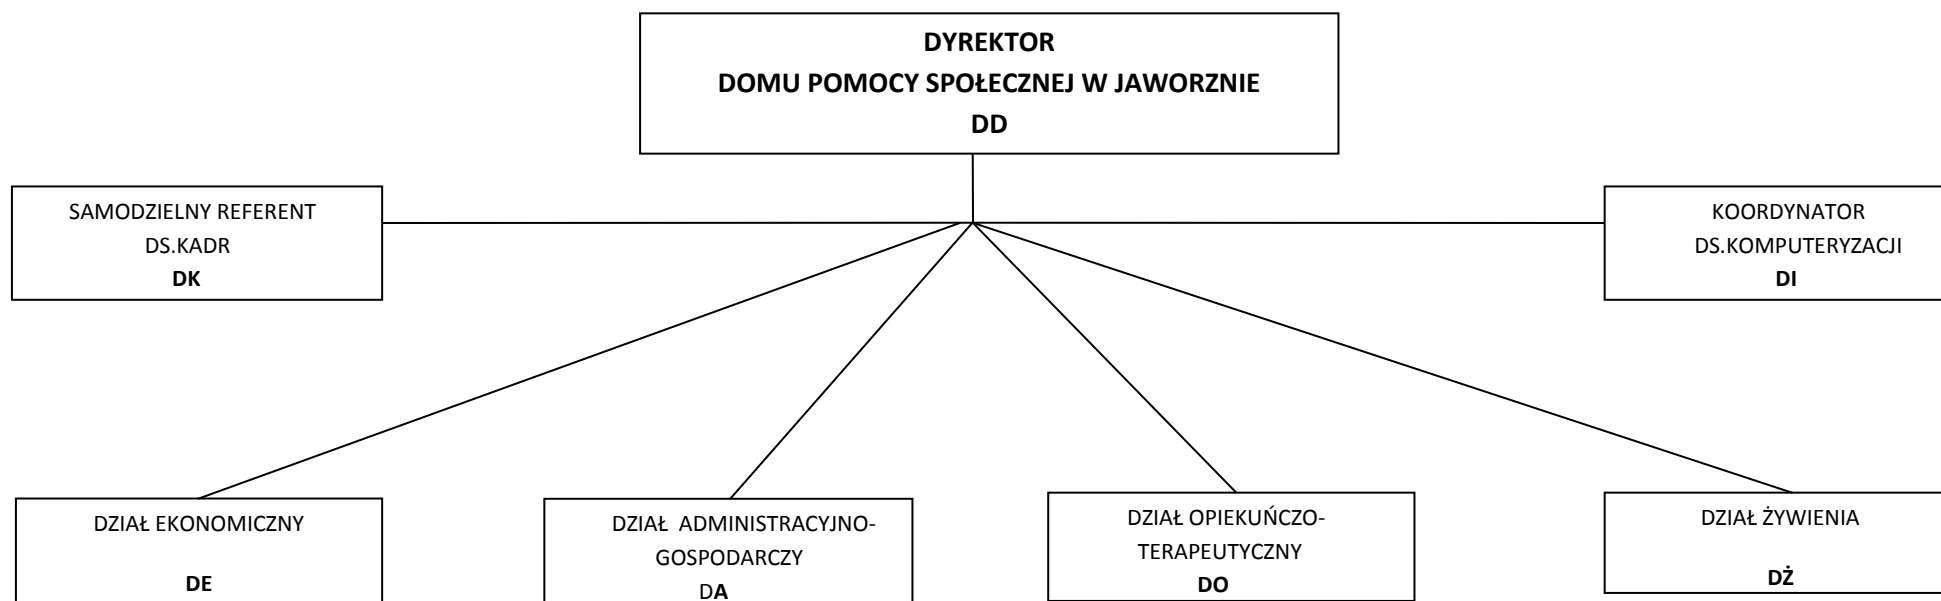 DYREKTOR
DOMU POMOCY SPOŁECZNEJ W JAWORZNIE
DD
SAMODZIELNY REFERENT
DS.KADR
DK
KOORDYNATOR
DS.KOMPUTERYZACJI
DI
DZIAŁ EKONOMICZNY
DE
DZIAŁ ADMINISTRACYJNO-
GOSPODARCZY
DA
DZIAŁ OPIEKUŃCZO-
TERAPEUTYCZNY
DO
DZIAŁ ŻYWIENIA
DŻ